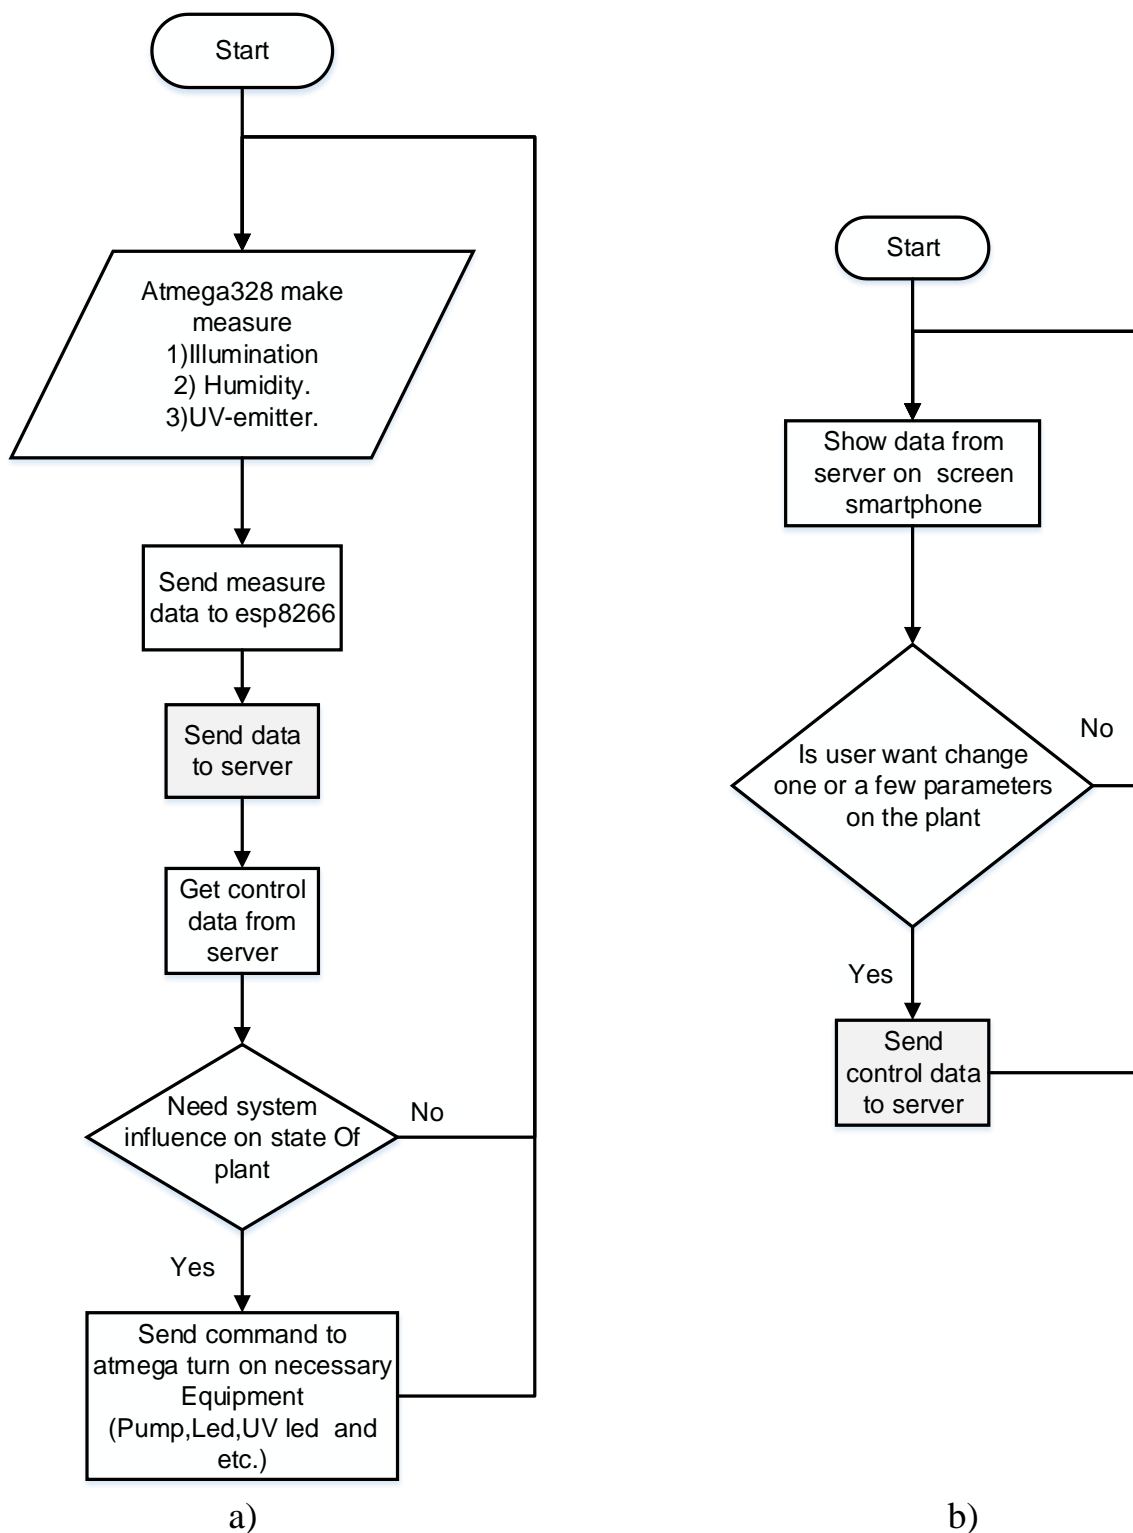 Start
Atmega328 make
measure
1)Illumination
2) Humidity.
3)UV-emitter.
Send measure
data to esp8266
Send data
to server
Get control
data from
server
Need system
influence on state Of
plant
No
Yes
Send command to
atmega turn on necessary
Equipment
(Pump,Led,UV led and
etc.)
a)
Start
Show data from
server on screen
smartphone
Is user want change
one or a few parameters
on the plant
No
Yes
Send
control data
to server
b)